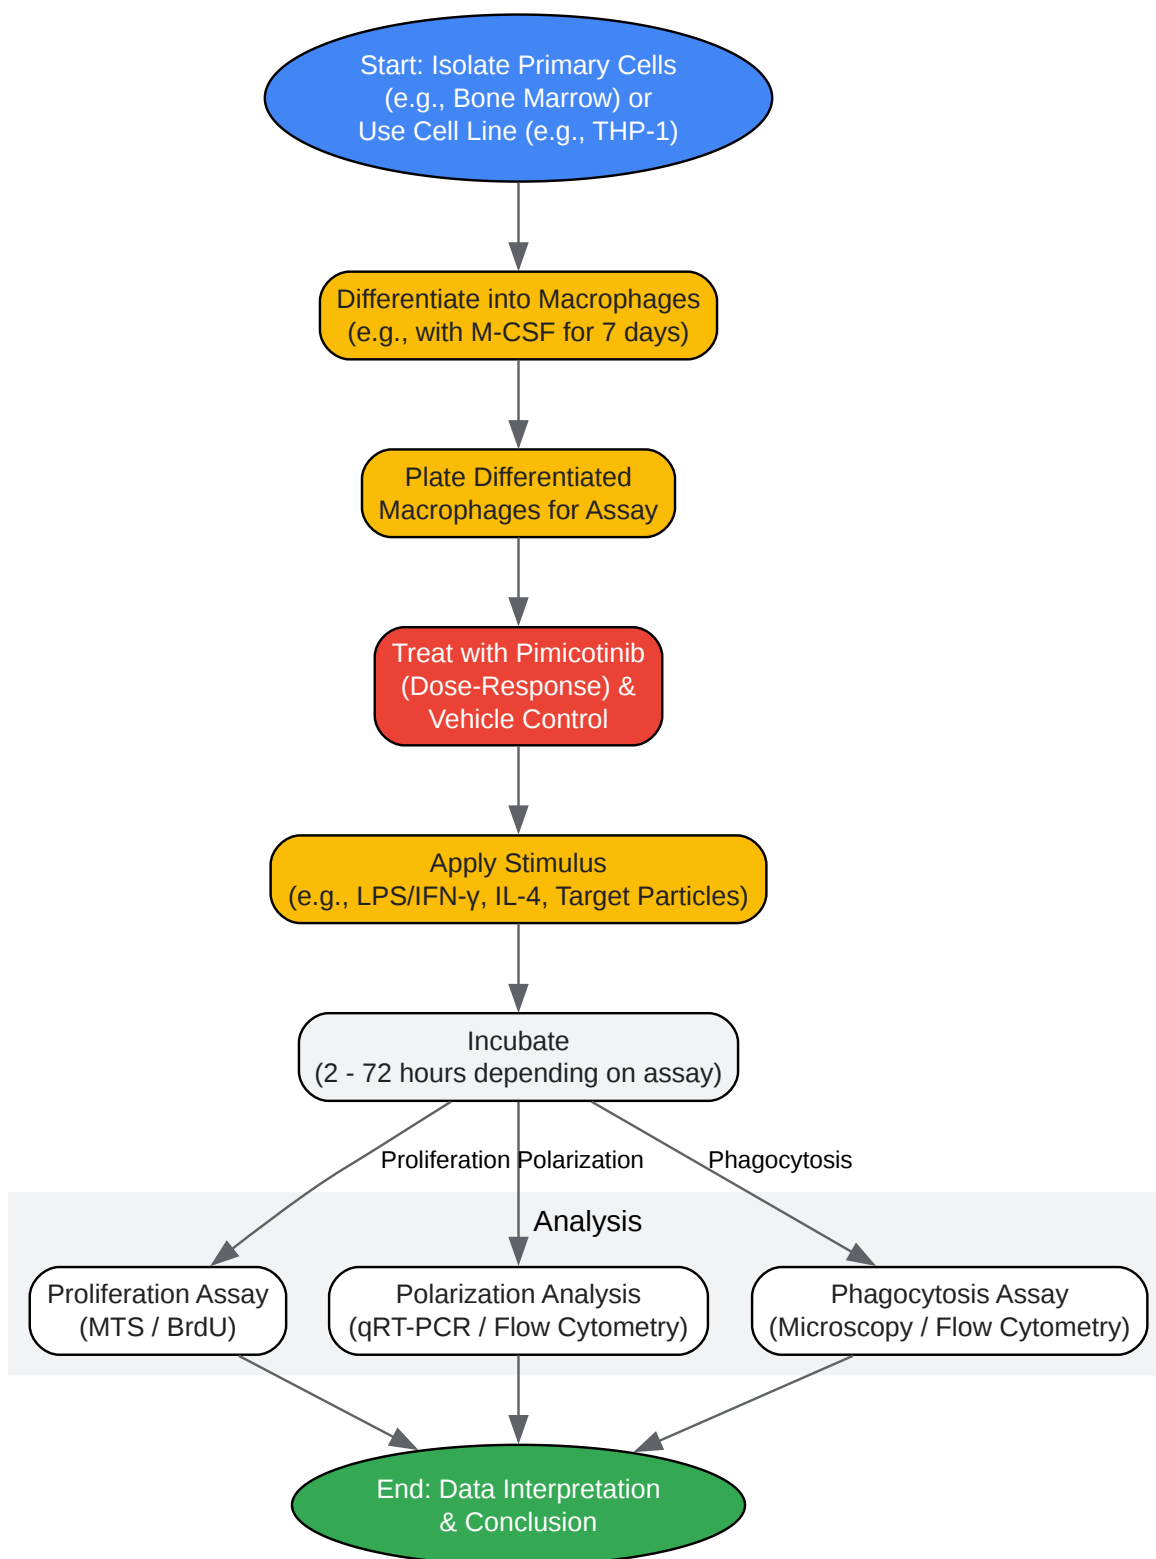 Start: Isolate Primary Cells
(e.g., Bone Marrow) or
Use Cell Line (e.g., THP-1)
Differentiate into Macrophages
(e.g., with M-CSF for 7 days)
Plate Differentiated
Macrophages for Assay
Treat with Pimicotinib
(Dose-Response) &
Vehicle Control
Apply Stimulus
(e.g., LPS/IFN-γ, IL-4, Target Particles)
Incubate
(2 - 72 hours depending on assay)
Proliferation
Polarization
Phagocytosis
Analysis
Proliferation Assay
(MTS / BrdU)
Polarization Analysis
(qRT-PCR / Flow Cytometry)
Phagocytosis Assay
(Microscopy / Flow Cytometry)
End: Data Interpretation
& Conclusion